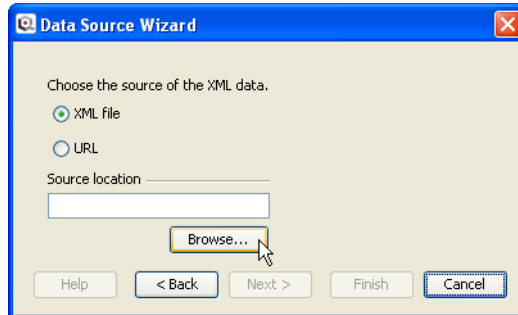 Data Source Wizard
Choose the source of the XML data.
XML file
URL
Source location
Browse...
Help
< Back
Next >
Finish
Cancel